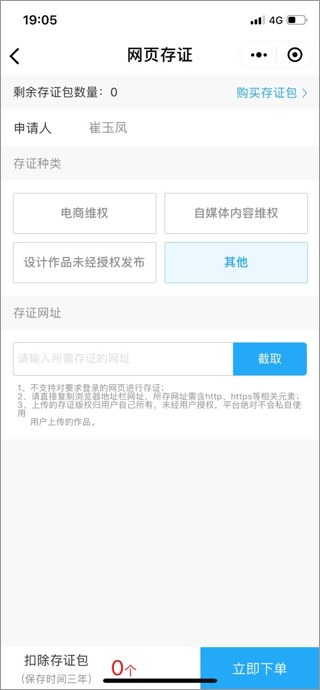 19:05
4G
网页存证
剩余存证包数量：0
购买存证包
申请人
崔玉凤
存证种类
电商维权
自媒体内容维权
设计作品未经授权发布
其他
存证网址
请输入所需存证的网址
截取
1、不支持对要求登录的网页进行存证；
2、请直接复制浏览器地址栏网址，所存网址需含http、https等相关元素；
3、上传的存证版权归用户自己所有，未经用户授权，平台绝对不会私自使用
用户上传的作品。
扣除存证包
（保存时间三年）
0个
立即下单